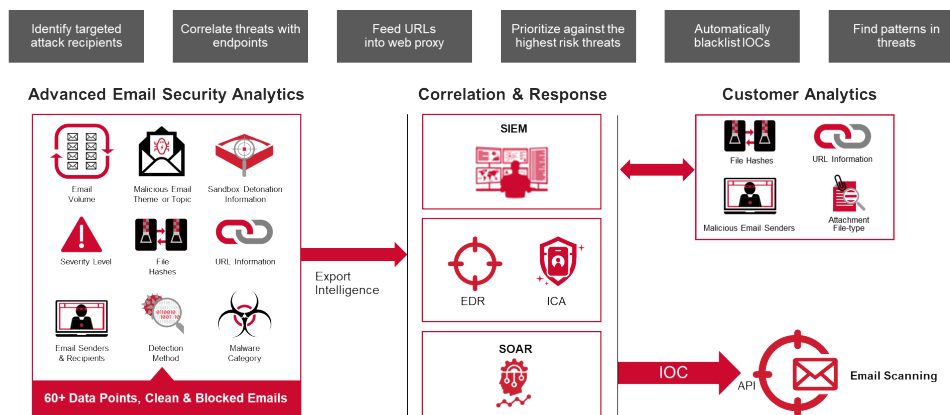 Identify targeted
attack recipients
Correlate threats with
endpoints
Feed URLs
into web proxy
Prioritize against the
highest risk threats
Automatically
blacklist IOCs
Find patterns in
threats
Advanced Email Security Analytics
Email
Volume
Malicious Email
Theme or Topic
Sandbox Detonation
Information
Severity Level
File
Hashes
URL Information
Email Senders
& Recipients
Detection
Method
Malware
Category
60+ Data Points, Clean & Blocked Emails
Export
Intelligence
Correlation & Response
SIEM
EDR
ICA
SOAR
Customer Analytics
File Hashes
URL Information
Malicious Email Senders
Attachment
File-type
IOC
API
Email Scanning